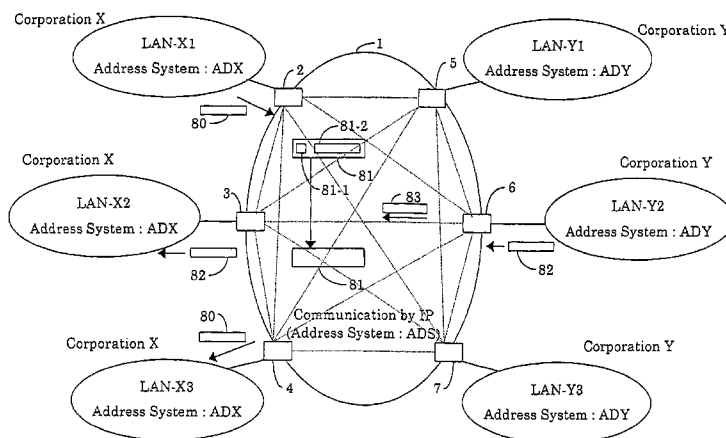 Corporation X
LAN-X1
Address System : ADX
80
2
1
5
Corporation Y
LAN-Y1
Address System : ADY
81-2
81-1
81
Corporation X
LAN-X2
Address System : ADX
3
82
83
6
Corporation Y
LAN-Y2
Address System : ADY
82
81
Communication by IP
(Address System : ADS)
80
Corporation X
LAN-X3
Address System : ADX
4
7
Corporation Y
LAN-Y3
Address System : ADY